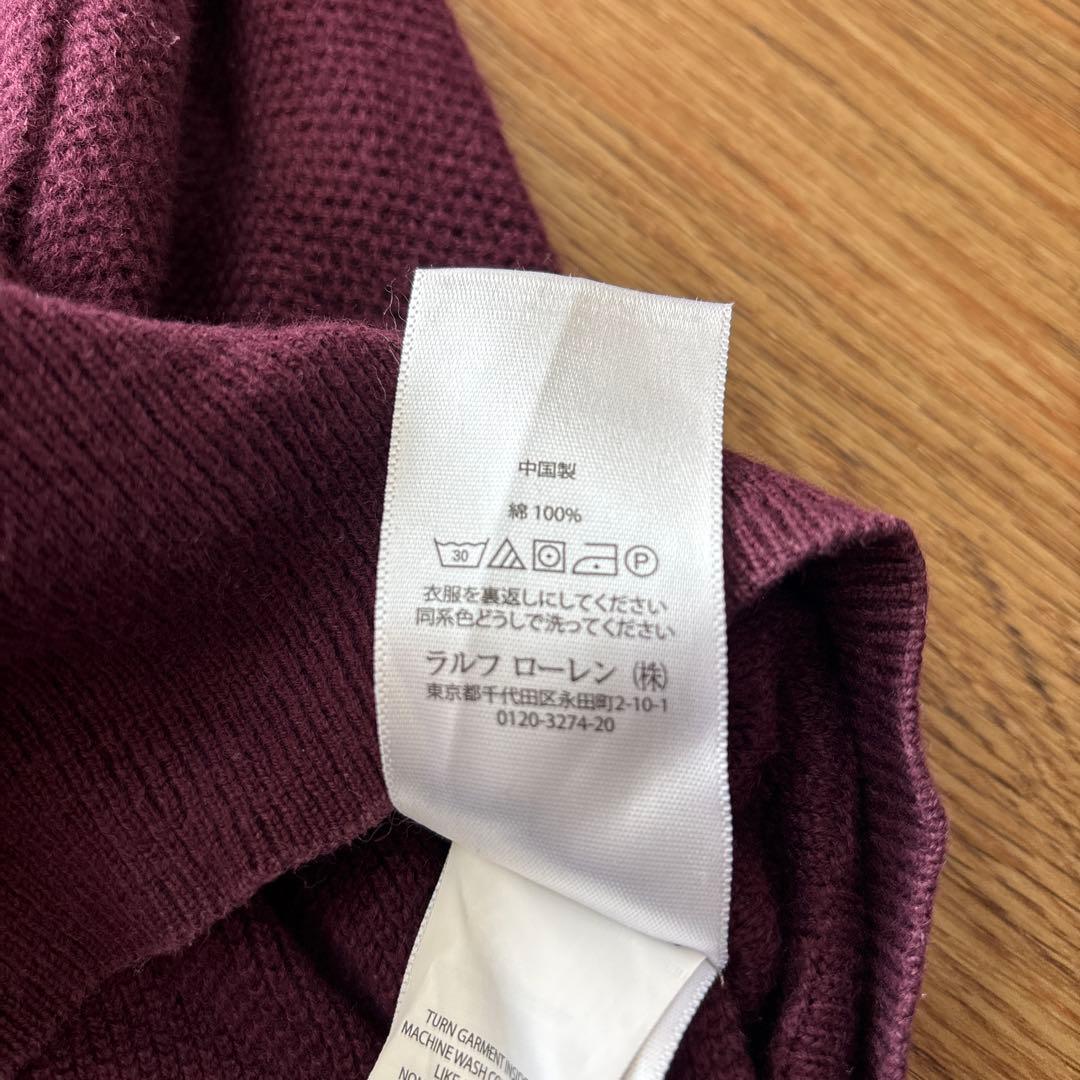 中国製
綿 100%
30 P
衣服を裏返しにしてください
同系色どうしで洗ってください
ラルフ ローレン (株)
東京都千代田区永田町2-10-1
0120-3274-20
TURN GARMENT
MACHINE WASH
LIKE